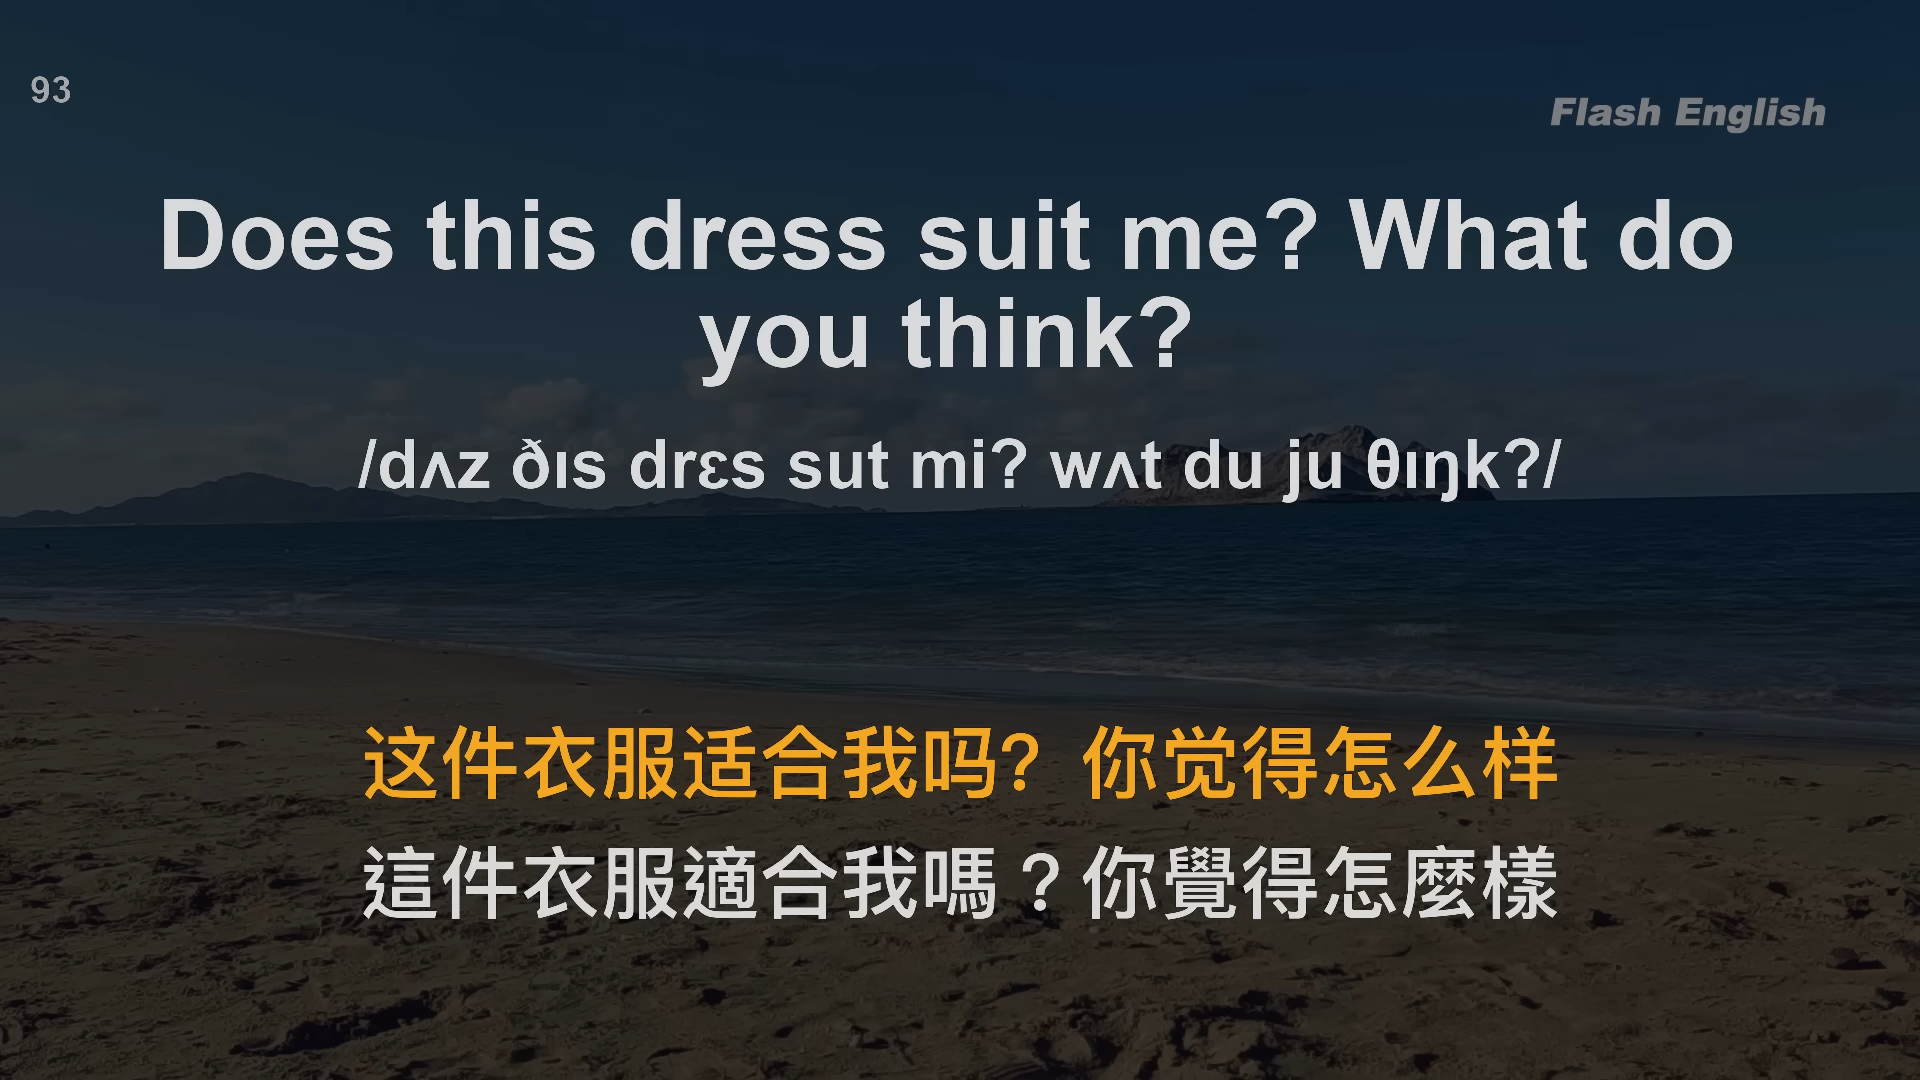 93
Flash English
Does this dress suit me? What do
you think?
/dʌz ðɪs drɛs sut mi? wʌt du ju θɪŋk?/
这件衣服适合我吗？你觉得怎么样
這件衣服適合我嗎？你覺得怎麼樣